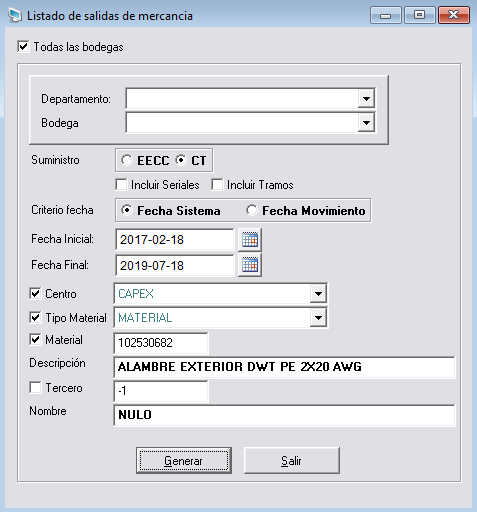 Listado de salidas de mercancia
Todas las bodegas
Departamento:
Bodega
Suministro EECC CT
Incluir Seriales Incluir Tramos
Criterio fecha Fecha Sistema Fecha Movimiento
Fecha Inicial: 2017-02-18
Fecha Final: 2019-07-18
Centro CAPEX
Tipo Material MATERIAL
Material 102530682
Descripción ALAMBRE EXTERIOR DWT PE 2X20 AWG
Tercero -1
Nombre NULO
Generar Salir